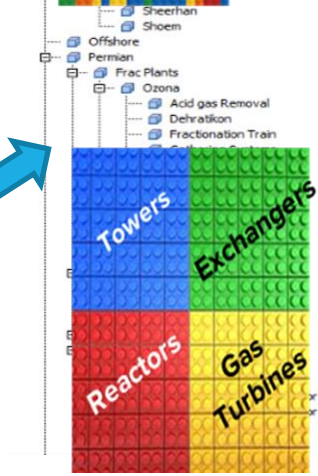 Sheerhan
Shoem
Offshore
Permian
Frac Plants
Ozona
Acid gas Removal
Dehratikon
Fractionation Train
Towers
Exchangers
Reactors
Gas
Turbines